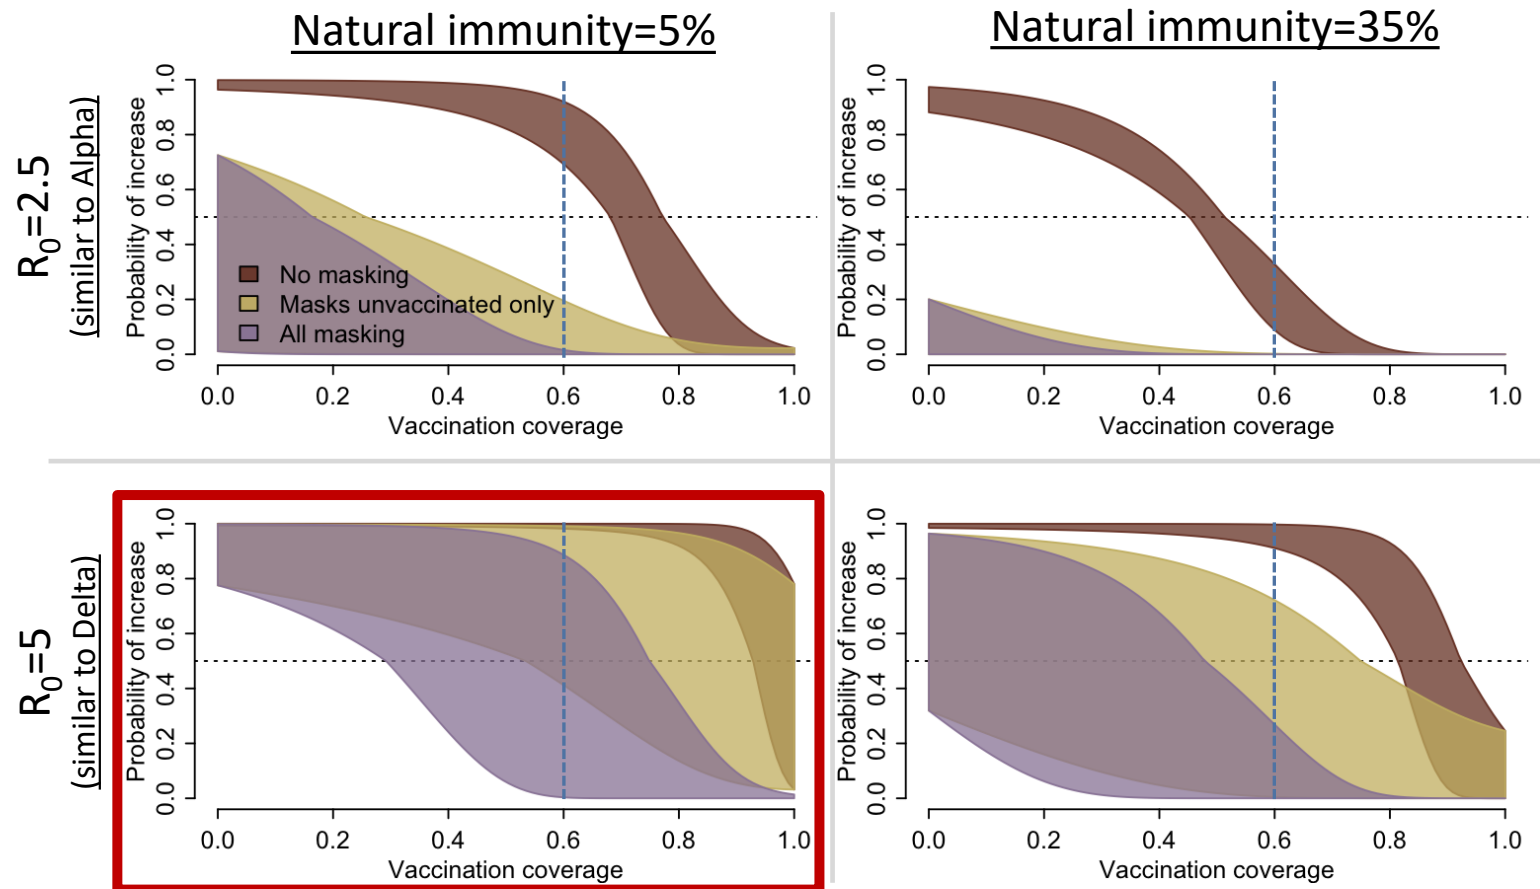 Natural immunity=5%
Natural immunity=35%
R0=2.5
(similar to Alpha)
Probability of increase
1.0
0.8
0.6
0.4
0.2
0.0
No masking
Masks unvaccinated only
All masking
0.0 0.2 0.4 0.6 0.8 1.0
Vaccination coverage
Probability of increase
1.0
0.8
0.6
0.4
0.2
0.0
0.0 0.2 0.4 0.6 0.8 1.0
Vaccination coverage
R0=5
(similar to Delta)
Probability of increase
1.0
0.8
0.6
0.4
0.2
0.0
0.0 0.2 0.4 0.6 0.8 1.0
Vaccination coverage
Probability of increase
1.0
0.8
0.6
0.4
0.2
0.0
0.0 0.2 0.4 0.6 0.8 1.0
Vaccination coverage